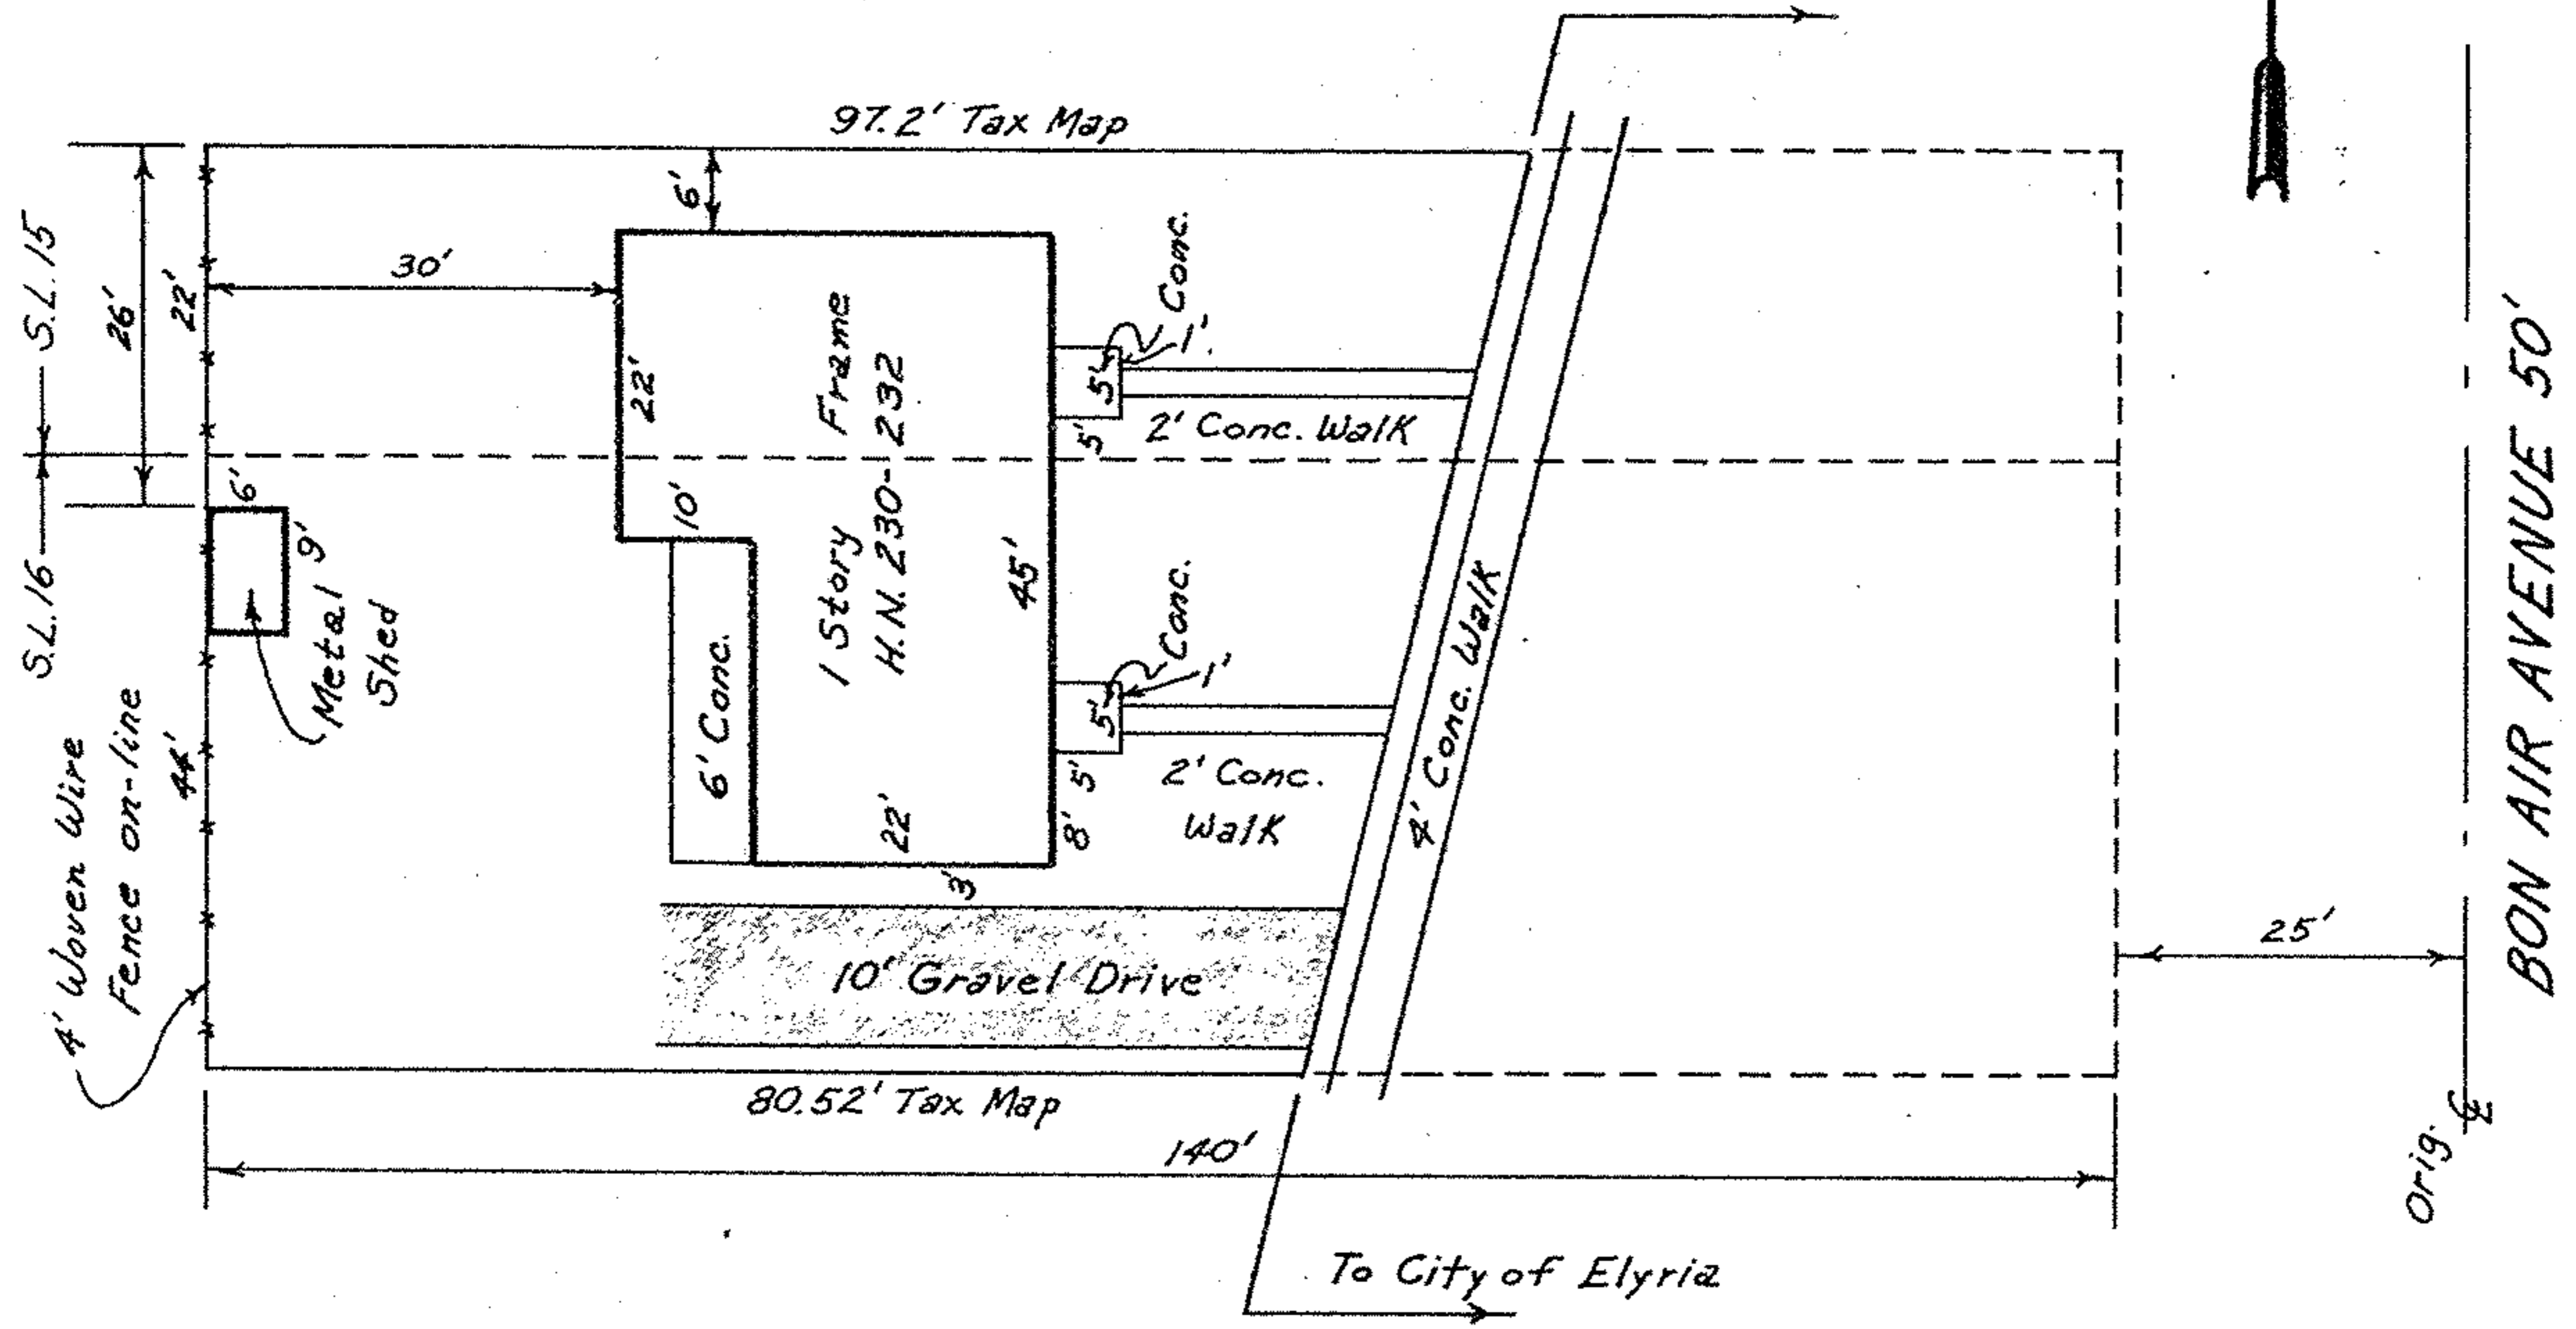 97.2' Tax Map
6'
30'
S.L. 15
S.L. 16
26'
22'
44'
6'
9'
Metal
Shed
4' Woven Wire
Fence on-line
22'
10'
6' Conc.
1 Story Frame
H.N. 230-232
45'
22'
3'
8'
Conc.
1'
5'
5'
2' Conc. Walk
Conc.
1'
5'
5'
2' Conc.
Walk
4' Conc. Walk
10' Gravel Drive
80.52' Tax Map
140'
To City of Elyria
25'
Orig. ℄
BON AIR AVENUE 50'